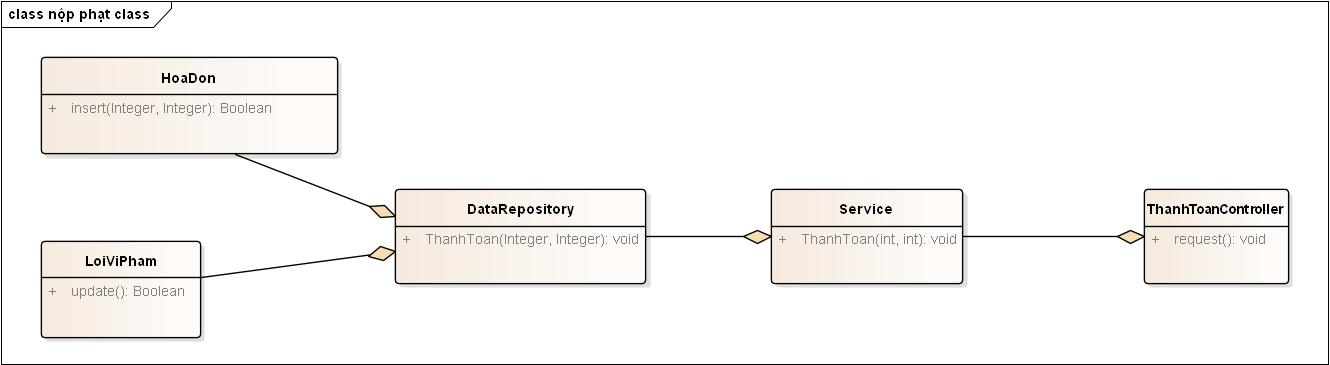 class nộp phạt class
HoaDon
+ insert(Integer, Integer): Boolean
LoiViPham
+ update(): Boolean
DataRepository
+ ThanhToan(Integer, Integer): void
Service
+ ThanhToan(int, int): void
ThanhToanController
+ request(): void